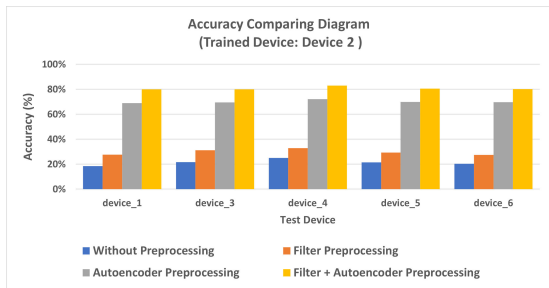 Accuracy Comparing Diagram
(Trained Device: Device 2 )
Accuracy (%)
100%
80%
60%
40%
20%
0%
device_1 device_3 device_4 device_5 device_6
Test Device
Without Preprocessing Filter Preprocessing
Autoencoder Preprocessing Filter + Autoencoder Preprocessing